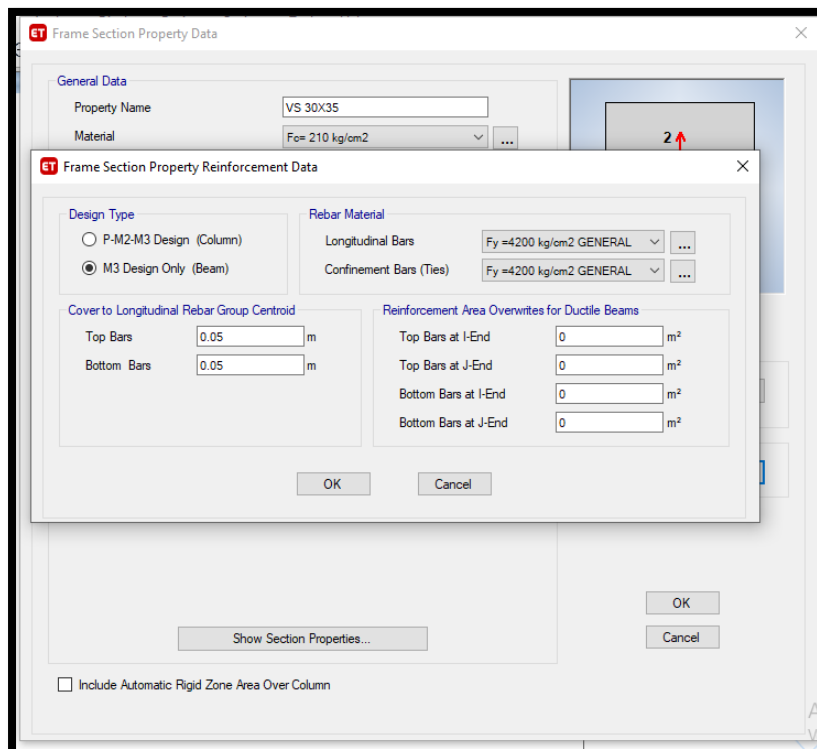 ET Frame Section Property Data
General Data
Property Name VS 30X35
Material Fc= 210 kg/cm2 ...
2
ET Frame Section Property Reinforcement Data
Design Type
P-M2-M3 Design (Column)
M3 Design Only (Beam)
Rebar Material
Longitudinal Bars Fy =4200 kg/cm2 GENERAL ...
Confinement Bars (Ties) Fy =4200 kg/cm2 GENERAL ...
Cover to Longitudinal Rebar Group Centroid
Top Bars 0.05 m
Bottom Bars 0.05 m
Reinforcement Area Overwrites for Ductile Beams
Top Bars at I-End 0 m²
Top Bars at J-End 0 m²
Bottom Bars at I-End 0 m²
Bottom Bars at J-End 0 m²
OK Cancel
Show Section Properties...
Include Automatic Rigid Zone Area Over Column
OK
Cancel